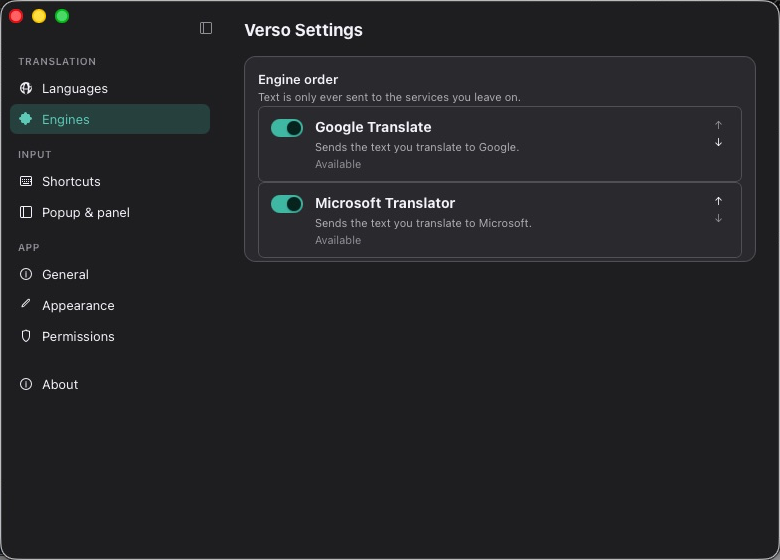 Verso Settings
TRANSLATION
Languages
Engines
INPUT
Shortcuts
Popup & panel
APP
General
Appearance
Permissions
About
Engine order
Text is only ever sent to the services you leave on.
Google Translate
Sends the text you translate to Google.
Available
Microsoft Translator
Sends the text you translate to Microsoft.
Available